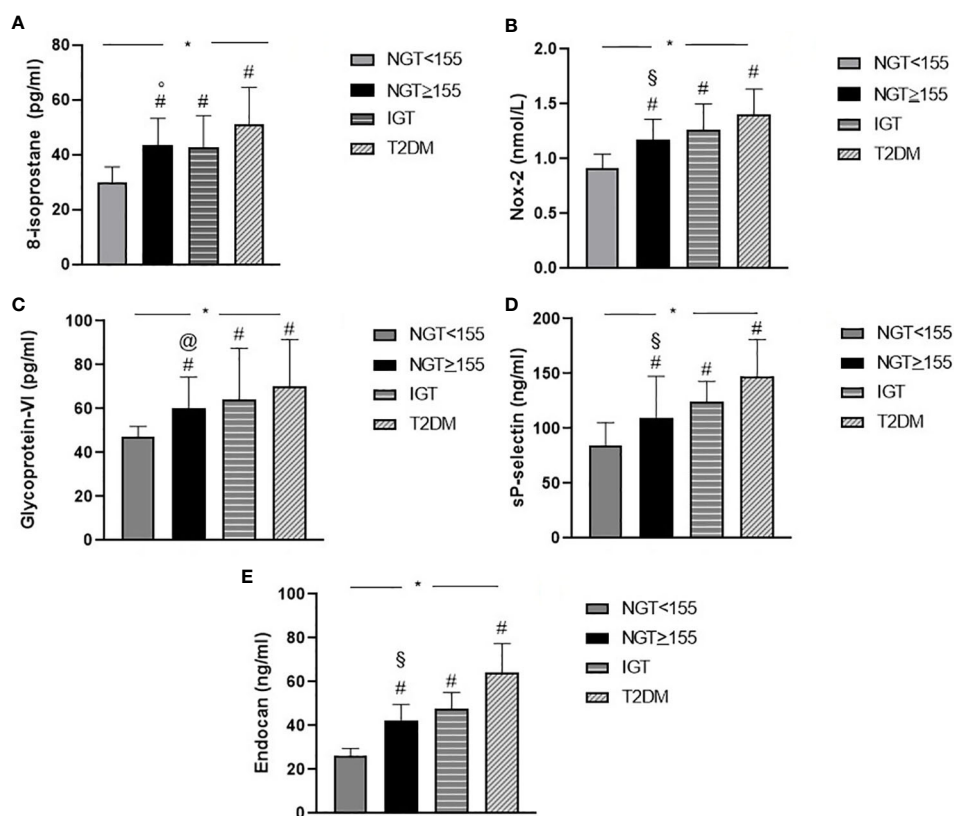 A
8-isoprostane (pg/ml)
80
60
40
20
0
*
°
#
#
#
NGT<155
NGT≥155
IGT
T2DM
B
Nox-2 (nmol/L)
2.0
1.5
1.0
0.5
0.0
*
§
#
#
#
NGT<155
NGT≥155
IGT
T2DM
C
Glycoprotein-VI (pg/ml)
100
80
60
40
20
0
*
@
#
#
#
NGT<155
NGT≥155
IGT
T2DM
D
sP-selectin (ng/ml)
200
150
100
50
0
*
§
#
#
#
NGT<155
NGT≥155
IGT
T2DM
E
Endocan (ng/ml)
100
80
60
40
20
0
*
§
#
#
#
NGT<155
NGT≥155
IGT
T2DM